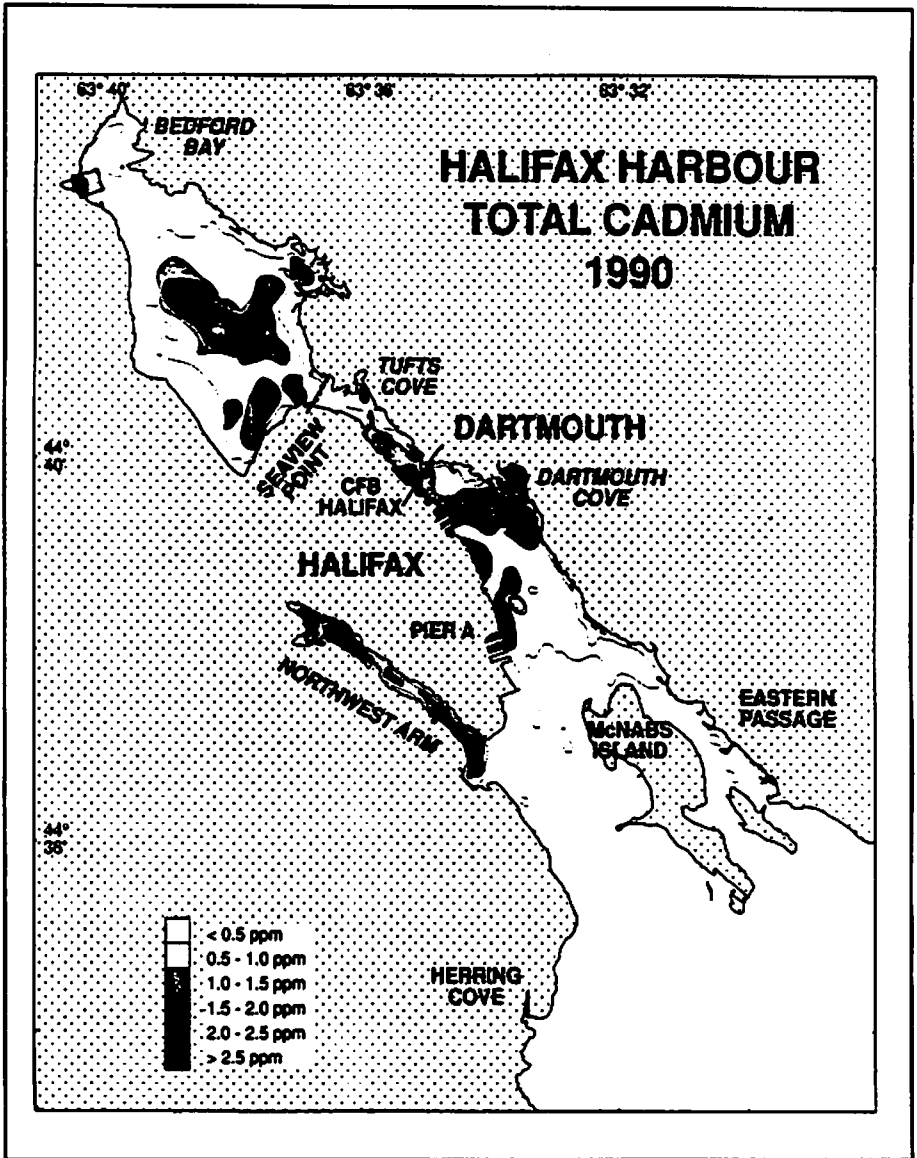 63° 40'
63° 36'
63° 32'
BEDFORD
BAY
HALIFAX HARBOUR
TOTAL CADMIUM
1990
TUFTS
COVE
DARTMOUTH
44°
40'
SEAVIEW
POINT
CFB
HALIFAX
DARTMOUTH
COVE
HALIFAX
PIER A
NORTHWEST ARM
EASTERN
PASSAGE
McNABS
ISLAND
44°
36'
< 0.5 ppm
0.5 - 1.0 ppm
1.0 - 1.5 ppm
1.5 - 2.0 ppm
2.0 - 2.5 ppm
> 2.5 ppm
HERRING
COVE